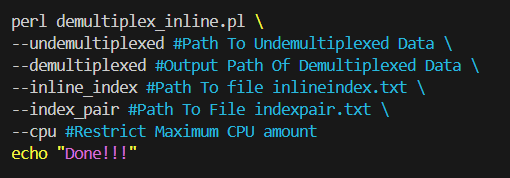 perl demultiplex_inline.pl \
--undemultiplexed #Path To Undemultiplexed Data \
--demultiplexed #Output Path Of Demultiplexed Data \
--inline_index #Path To file inlineindex.txt \
--index_pair #Path To File indexpair.txt \
--cpu #Restrict Maximum CPU amount
echo "Done!!!"